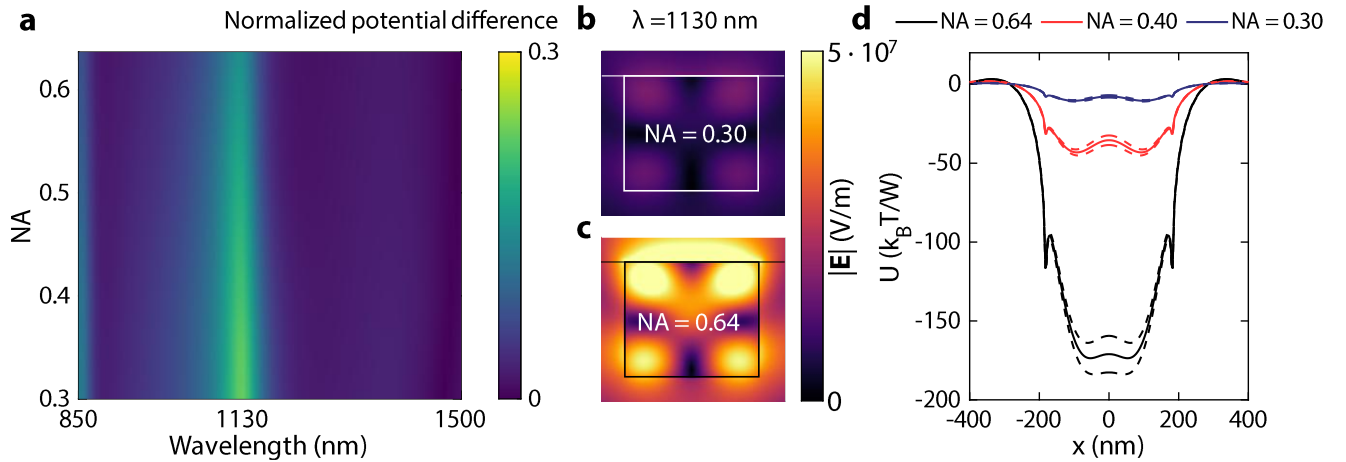 a
Normalized potential difference
NA
0.6
0.5
0.4
0.3
850
1130
1500
Wavelength (nm)
0.3
0
b
λ =1130 nm
NA = 0.30
c
NA = 0.64
5 · 10⁷
|E| (V/m)
0
d
NA = 0.64
NA = 0.40
NA = 0.30
U (k_BT/W)
0
-50
-100
-150
-200
-400
-200
0
200
400
x (nm)